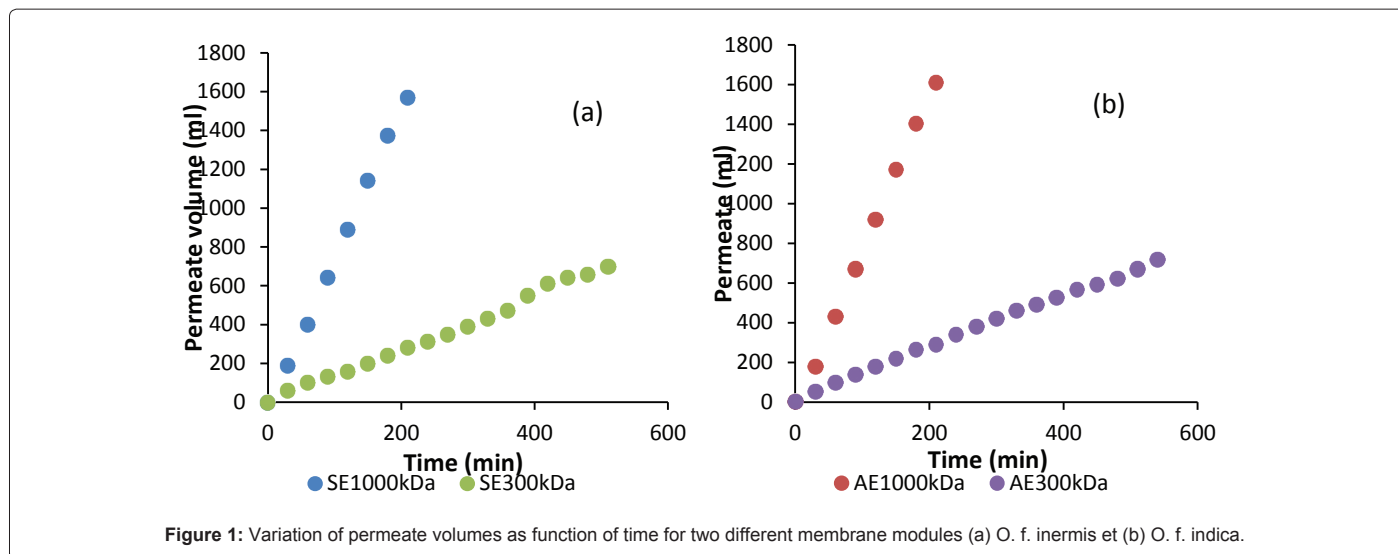 1800
1600
1400
1200
1000
800
600
400
200
0
Permeate volume (ml)
(a)
0 200 400 600
Time (min)
SE1000kDa SE300kDa
1800
1600
1400
1200
1000
800
600
400
200
0
Permeate (ml)
(b)
0 200 400 600
Time (min)
AE1000kDa AE300kDa
Figure 1: Variation of permeate volumes as function of time for two different membrane modules (a) O. f. inermis et (b) O. f. indica.